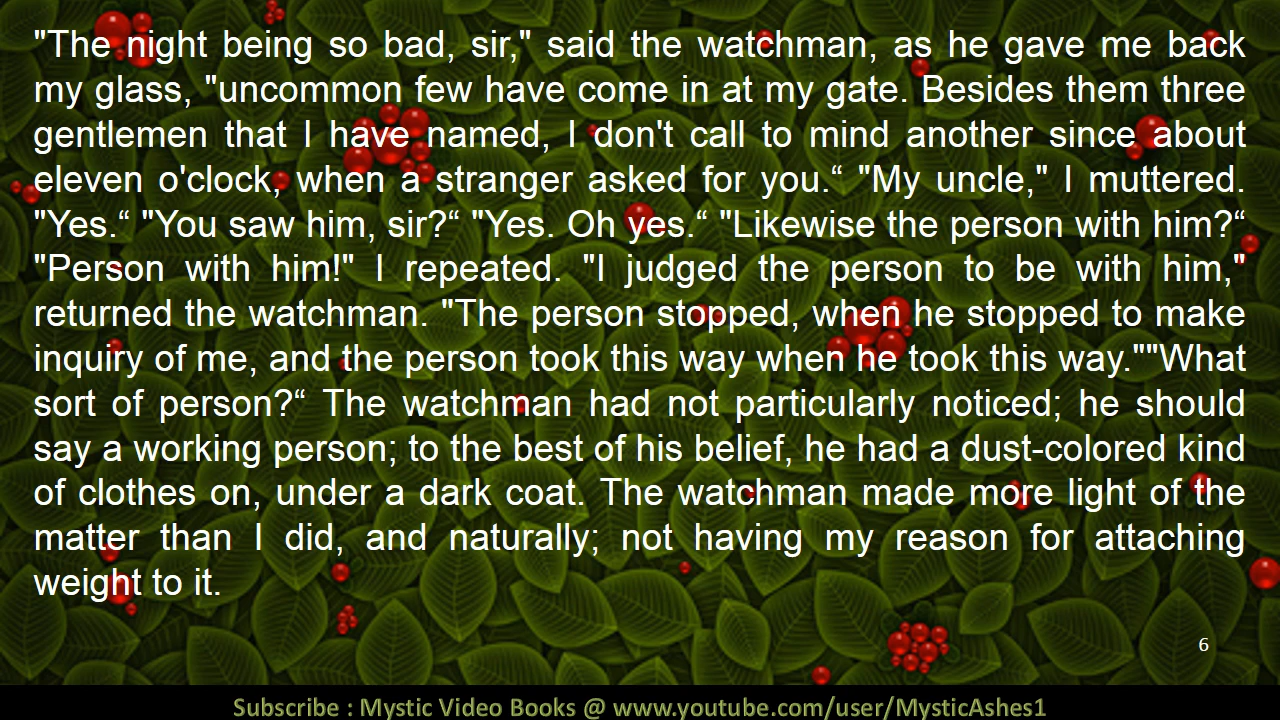 "The night being so bad, sir," said the watchman, as he gave me back
my glass, "uncommon few have come in at my gate. Besides them three
gentlemen that I have named, I don't call to mind another since about
eleven o'clock, when a stranger asked for you.“ "My uncle," I muttered.
"Yes.“ "You saw him, sir?“ "Yes. Oh yes.“ "Likewise the person with him?“
"Person with him!" I repeated. "I judged the person to be with him,"
returned the watchman. "The person stopped, when he stopped to make
inquiry of me, and the person took this way when he took this way.""What
sort of person?“ The watchman had not particularly noticed; he should
say a working person; to the best of his belief, he had a dust-colored kind
of clothes on, under a dark coat. The watchman made more light of the
matter than I did, and naturally; not having my reason for attaching
weight to it.
6
Subscribe : Mystic Video Books @ www.youtube.com/user/MysticAshes1